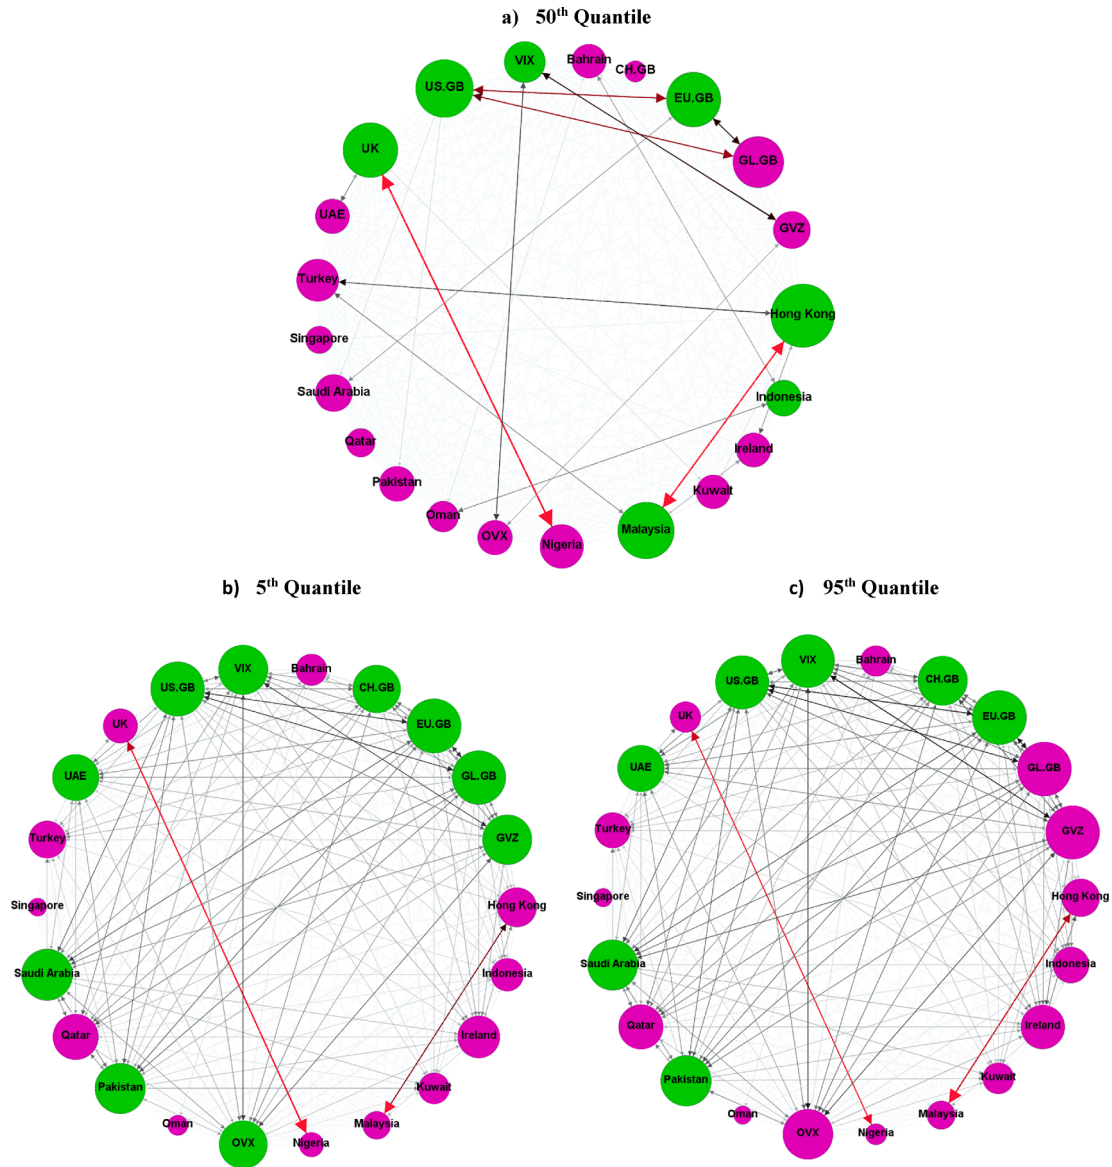 a) 50th Quantile
VIX
Bahrain
CH.GB
US.GB
EU.GB
UK
GL.GB
UAE
GVZ
Turkey
Hong Kong
Singapore
Saudi Arabia
Indonesia
Qatar
Ireland
Pakistan
Kuwait
Oman
OVX
Nigeria
Malaysia
b) 5th Quantile
VIX
Bahrain
US.GB
CH.GB
UK
EU.GB
UAE
GL.GB
Turkey
GVZ
Singapore
Hong Kong
Saudi Arabia
Indonesia
Qatar
Ireland
Pakistan
Kuwait
Oman
Malaysia
OVX
Nigeria
c) 95th Quantile
VIX
Bahrain
US.GB
CH.GB
UK
EU.GB
UAE
GL.GB
Turkey
GVZ
Singapore
Hong Kong
Saudi Arabia
Indonesia
Qatar
Ireland
Pakistan
Kuwait
Oman
Malaysia
OVX
Nigeria